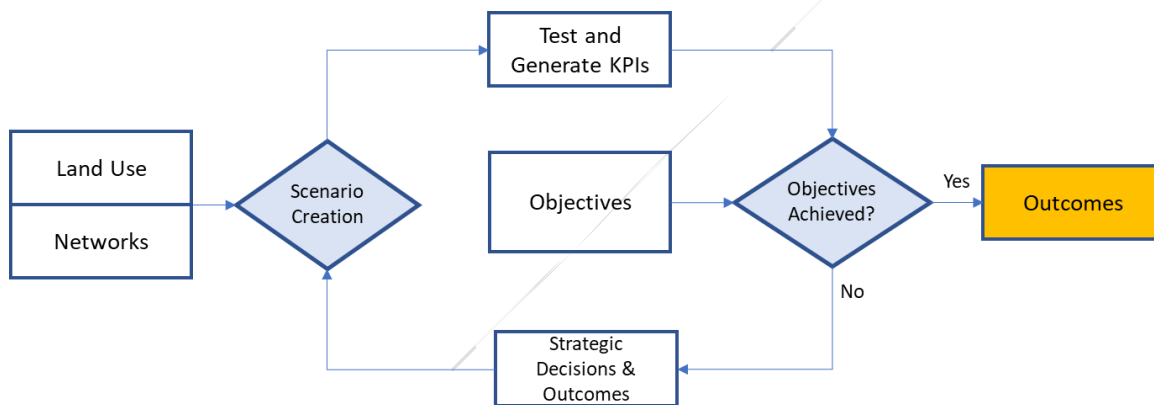 Test and
Generate KPIs
Land Use
Networks
Scenario
Creation
Objectives
Objectives
Achieved?
Yes
Outcomes
No
Strategic
Decisions &
Outcomes